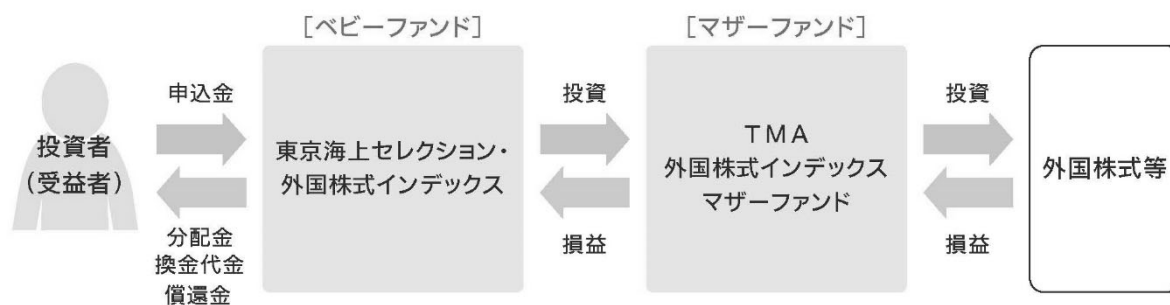 [ベビーファンド]
[マザーファンド]
投資者
（受益者）
申込金
分配金
換金代金
償還金
東京海上セレクション・
外国株式インデックス
投資
損益
ＴＭＡ
外国株式インデックス
マザーファンド
投資
損益
外国株式等